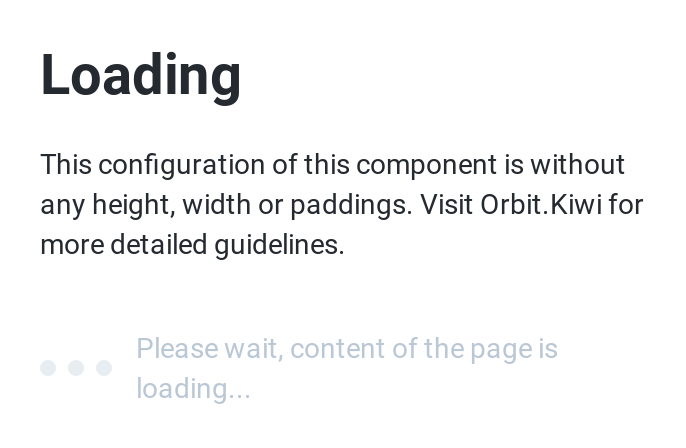 Loading
This configuration of this component is without
any height, width or paddings. Visit Orbit.Kiwi for
more detailed guidelines.
Please wait, content of the page is
loading...